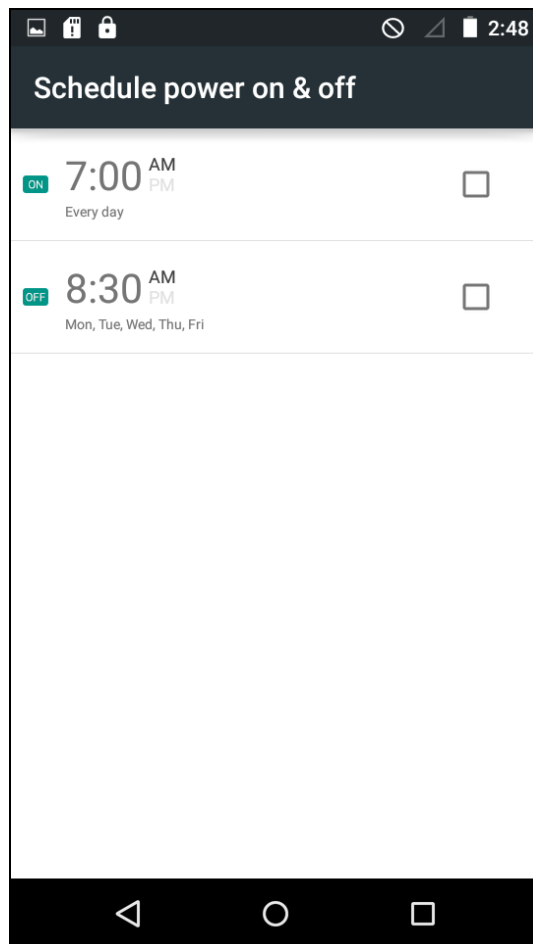 2:48
Schedule power on & off
ON 7:00 AM
PM
Every day
OFF 8:30 AM
PM
Mon, Tue, Wed, Thu, Fri